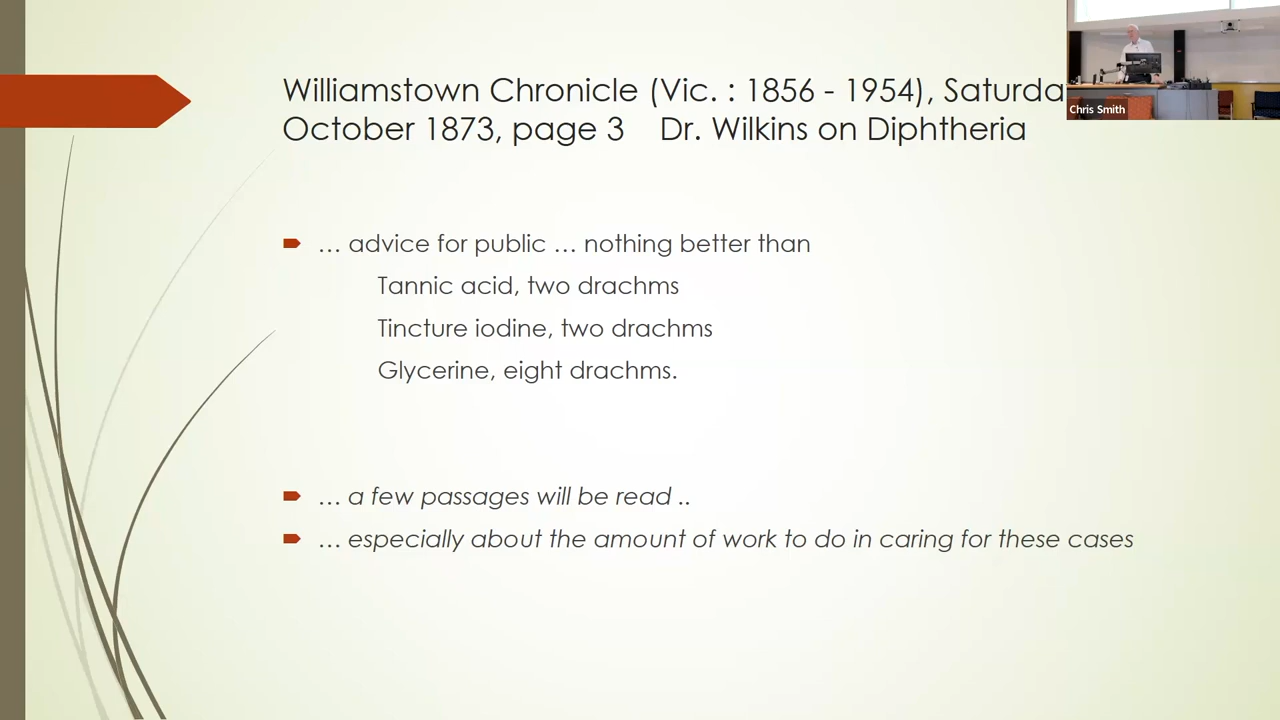 Williamstown Chronicle (Vic. : 1856 - 1954), Saturda
October 1873, page 3 Dr. Wilkins on Diphtheria
Chris Smith
… advice for public … nothing better than
Tannic acid, two drachms
Tincture iodine, two drachms
Glycerine, eight drachms.
… a few passages will be read ..
… especially about the amount of work to do in caring for these cases